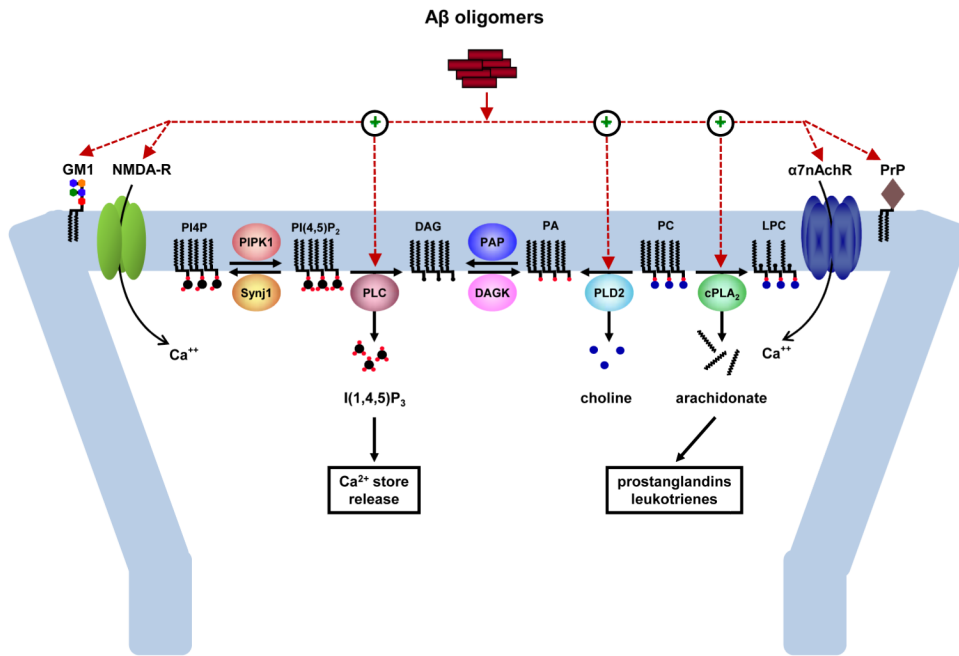 Aβ oligomers
+ + +
GM1 NMDA-R α7nAchR PrP
PI4P PIPK1 PI(4,5)P₂ DAG PAP PA PC LPC
Synj1 PLC DAGK PLD2 cPLA₂
Ca⁺⁺ Ca⁺⁺
I(1,4,5)P₃ choline arachidonate
Ca²⁺ store
release
prostanglandins
leukotrienes